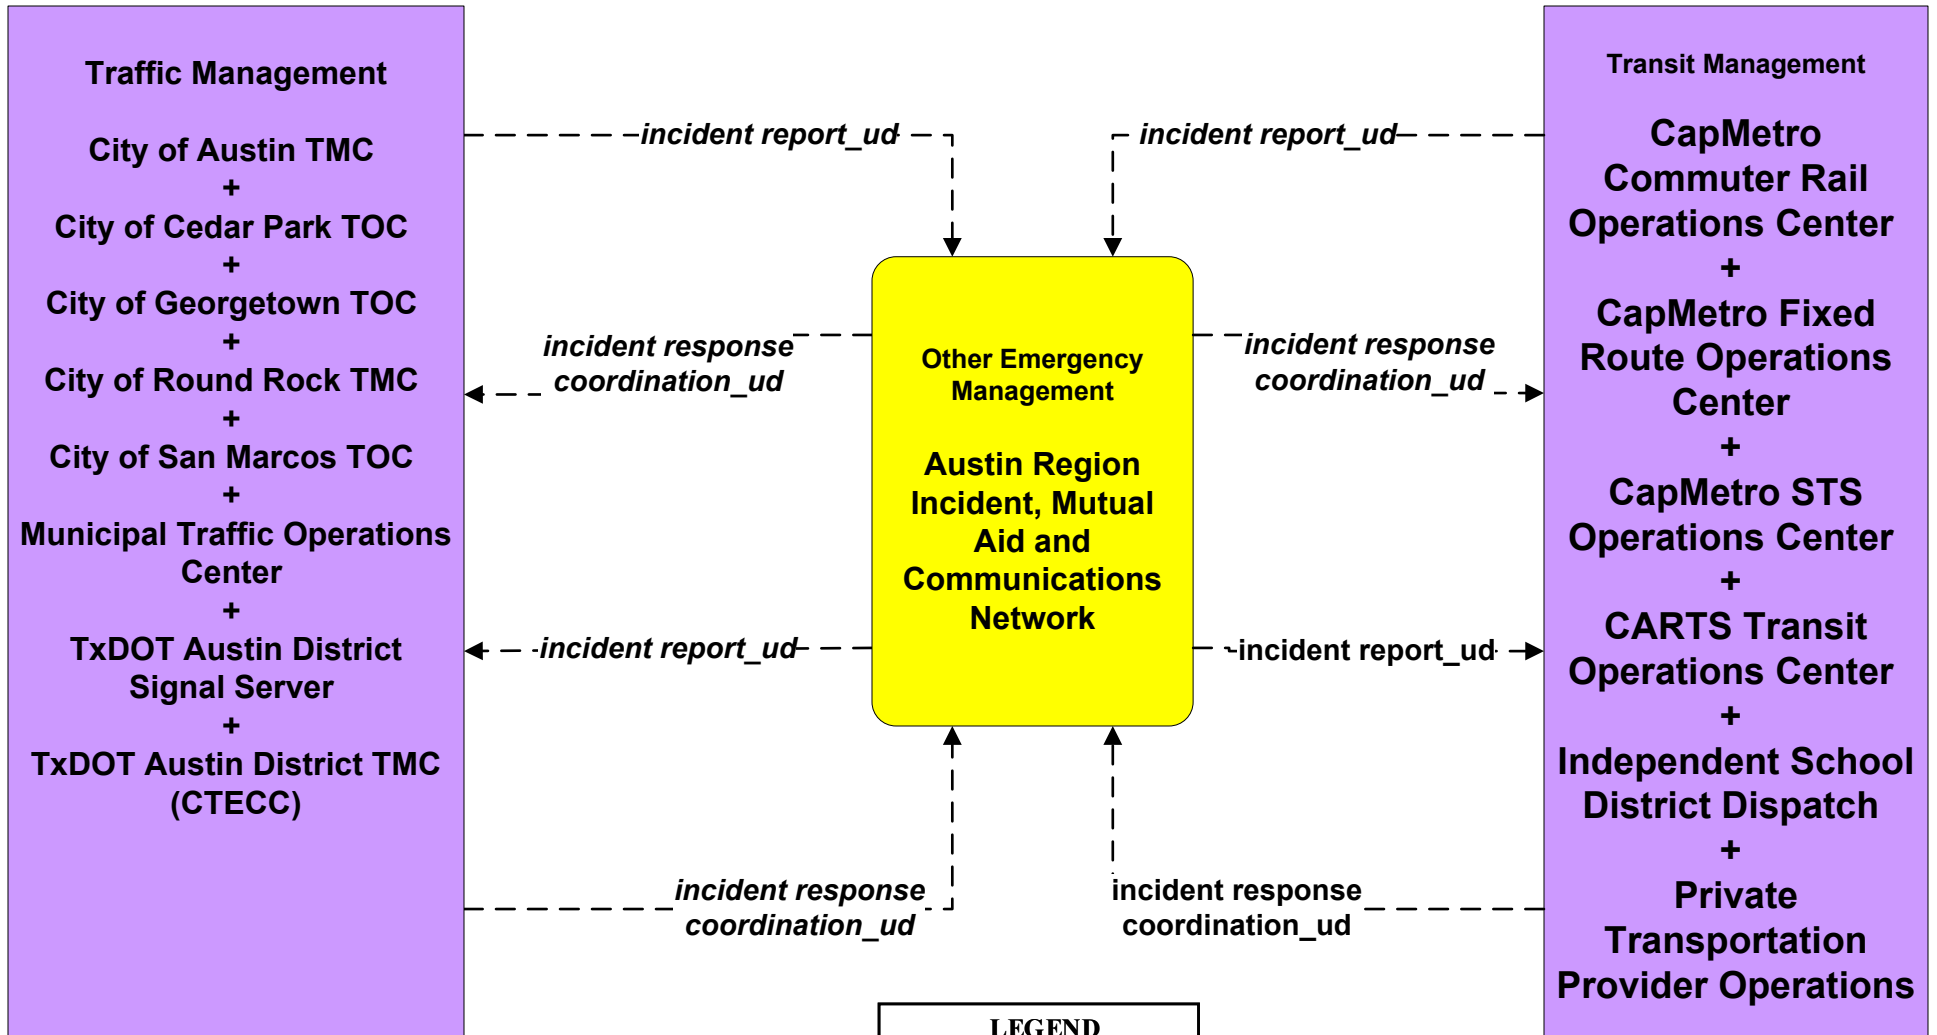 Traffic Management
City of Austin TMC
+
City of Cedar Park TOC
+
City of Georgetown TOC
+
City of Round Rock TMC
+
City of San Marcos TOC
+
Municipal Traffic Operations
Center
+
TxDOT Austin District
Signal Server
+
TxDOT Austin District TMC
(CTECC)
incident report_ud
incident response
coordination_ud
incident report_ud
incident response
coordination_ud
Other Emergency
Management
Austin Region
Incident, Mutual
Aid and
Communications
Network
incident report_ud
incident response
coordination_ud
incident report_ud
incident response
coordination_ud
Transit Management
CapMetro
Commuter Rail
Operations Center
+
CapMetro Fixed
Route Operations
Center
+
CapMetro STS
Operations Center
+
CARTS Transit
Operations Center
+
Independent School
District Dispatch
+
Private
Transportation
Provider Operations
LEGEND